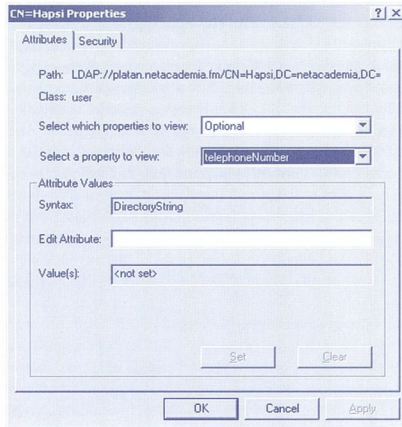 CN=Hapsi Properties
Attributes Security
Path: LDAP://platan.netacademia.fm/CN=Hapsi,DC=netacademia,DC=
Class: user
Select which properties to view: Optional
Select a property to view: telephoneNumber
Attribute Values
Syntax: DirectoryString
Edit Attribute:
Value(s): <not set>
Set Clear
OK Cancel Apply